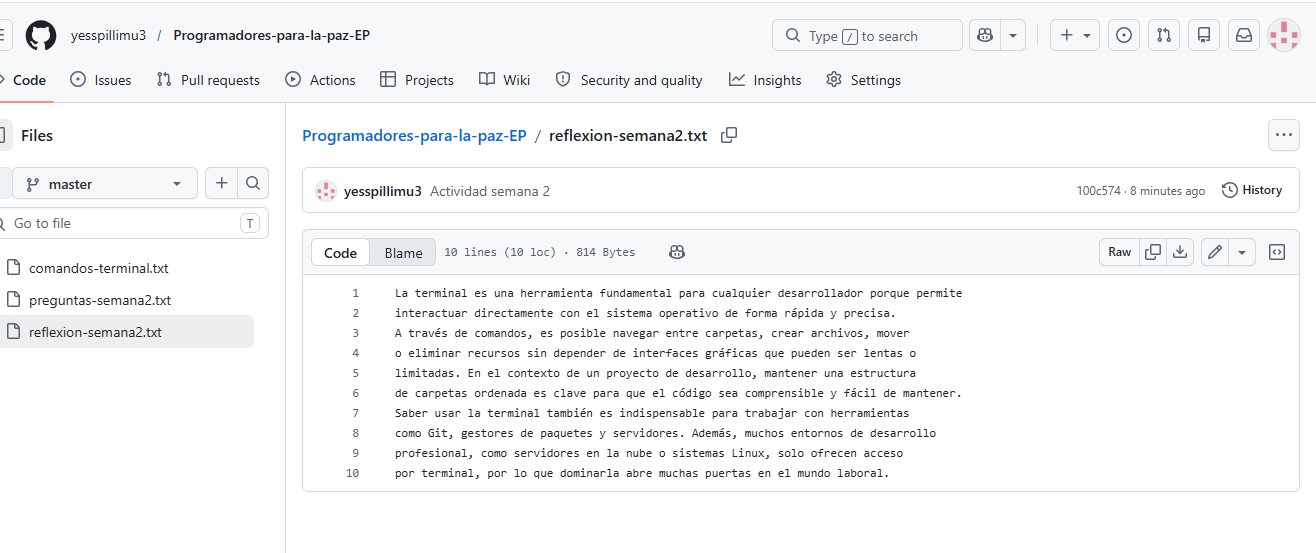 yesspillimu3 / Programadores-para-la-paz-EP
Type / to search
Code
Issues
Pull requests
Actions
Projects
Wiki
Security and quality
Insights
Settings
Files
master
Go to file
T
comandos-terminal.txt
preguntas-semana2.txt
reflexion-semana2.txt
Programadores-para-la-paz-EP / reflexion-semana2.txt
yesspillimu3 Actividad semana 2
100c574 · 8 minutes ago
History
Code
Blame
10 lines (10 loc) · 814 Bytes
Raw
1 La terminal es una herramienta fundamental para cualquier desarrollador porque permite
2 interactuar directamente con el sistema operativo de forma rápida y precisa.
3 A través de comandos, es posible navegar entre carpetas, crear archivos, mover
4 o eliminar recursos sin depender de interfaces gráficas que pueden ser lentas o
5 limitadas. En el contexto de un proyecto de desarrollo, mantener una estructura
6 de carpetas ordenada es clave para que el código sea comprensible y fácil de mantener.
7 Saber usar la terminal también es indispensable para trabajar con herramientas
8 como Git, gestores de paquetes y servidores. Además, muchos entornos de desarrollo
9 profesional, como servidores en la nube o sistemas Linux, solo ofrecen acceso
10 por terminal, por lo que dominarla abre muchas puertas en el mundo laboral.